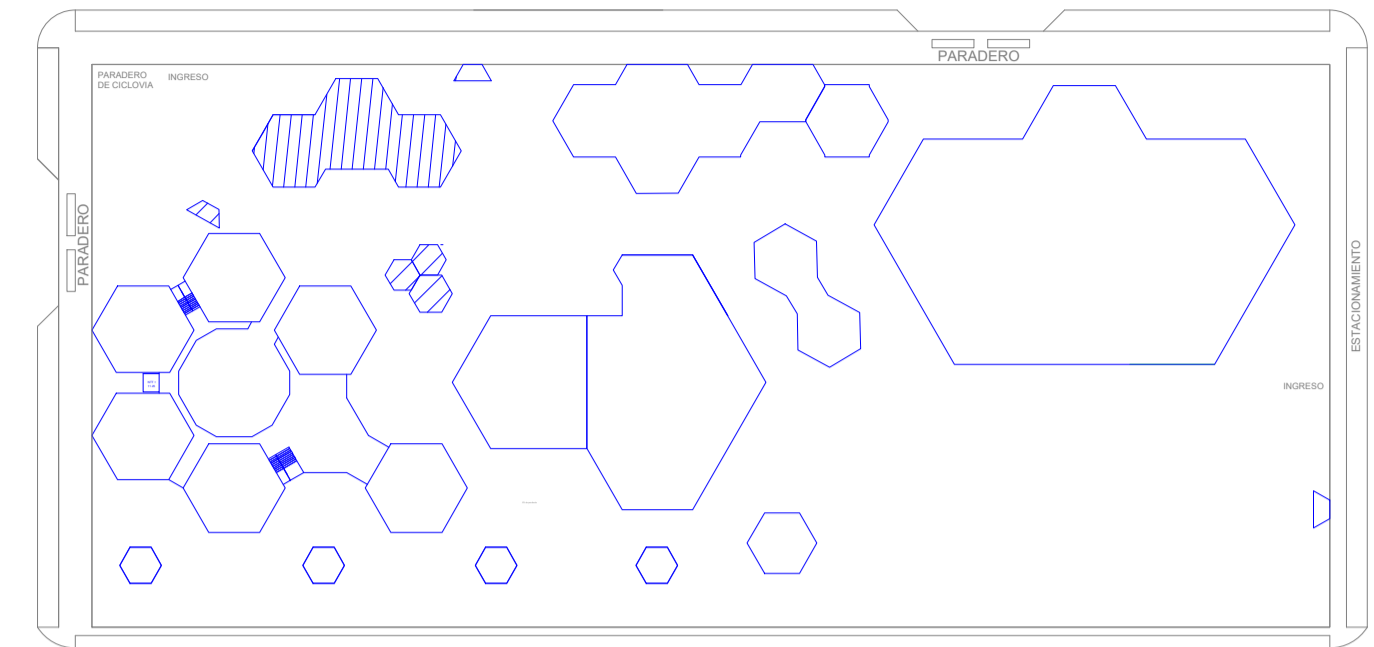 PARADERO
PARADERO
DE CICLOVIA
INGRESO
PARADERO
ESTACIONAMIENTO
INGRESO